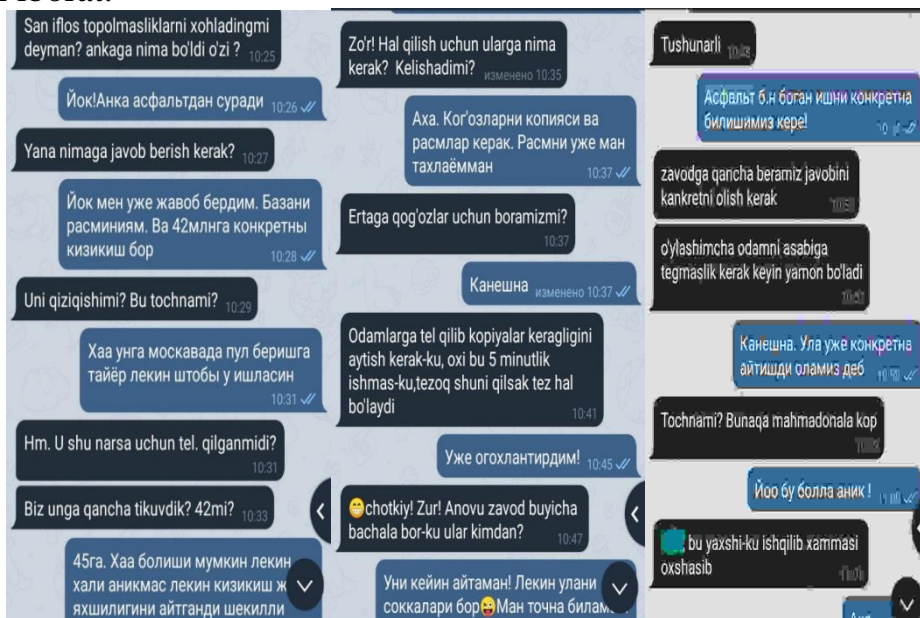 San iflos topolmasliklarni xohladingmi
deyman? ankaga nima bo'ldi o'zi ? 10:25
Йок!Анка асфальтдан суради 10:26
Yana nimaga javob berish kerak? 10:27
Йок мен уже жавоб бердим. Базани
расминиям. Ва 42млнга конкретны
кизикиш бор 10:28
Uni qiziqishimi? Bu tochnami? 10:29
Хаа унга москвада пул беришга
тайёр лекин штобы у ишласин
10:31
Hm. U shu narsa uchun tel. qilganmidi?
10:31
Biz unga qancha tikuvdik? 42mi? 10:33
45га. Хаа болиши мумкин лекин
хали аникмас лекин кизикиш ж
яхшилигини айтганди шекилли
Zo'r! Hal qilish uchun ularga nima
kerak? Kelishadimi? изменено 10:35
Аха. Ког'озларни копияси ва
расмлар керак. Расмни уже ман
тахлаёмман 10:37
Ertaga qog'ozlar uchun boramizmi?
10:37
Канешна изменено 10:37
Odamlarga tel qilib kopiyalar keragligini
aytish kerak-ku, oxi bu 5 minutlik
ishmas-ku,tezoq shuni qilsak tez hal
bo'laydi 10:41
Уже огохлантирдим! 10:45
😁chotkiy! Zur! Anovu zavod buyicha
bachala bor-ku ular kimdan? 10:47
Уни кейин айтаман! Лекин улани
соккалари бор😜Ман точна билам
Tushunarli
Асфальт б.н боган ишни конкретна
билишимиз кере!
zavodga qancha beramiz javobini
kankretni olish kerak
o'ylashimcha odamni asabiga
tegmaslik kerak keyin yamon bo'ladi
Канешна. Ула уже конкретна
айтишди оламиз деб
Tochnami? Bunaqa mahmadonala kop
Йоо бу болла аник !
bu yaxshi-ku ishqilib xammasi
oxshasib